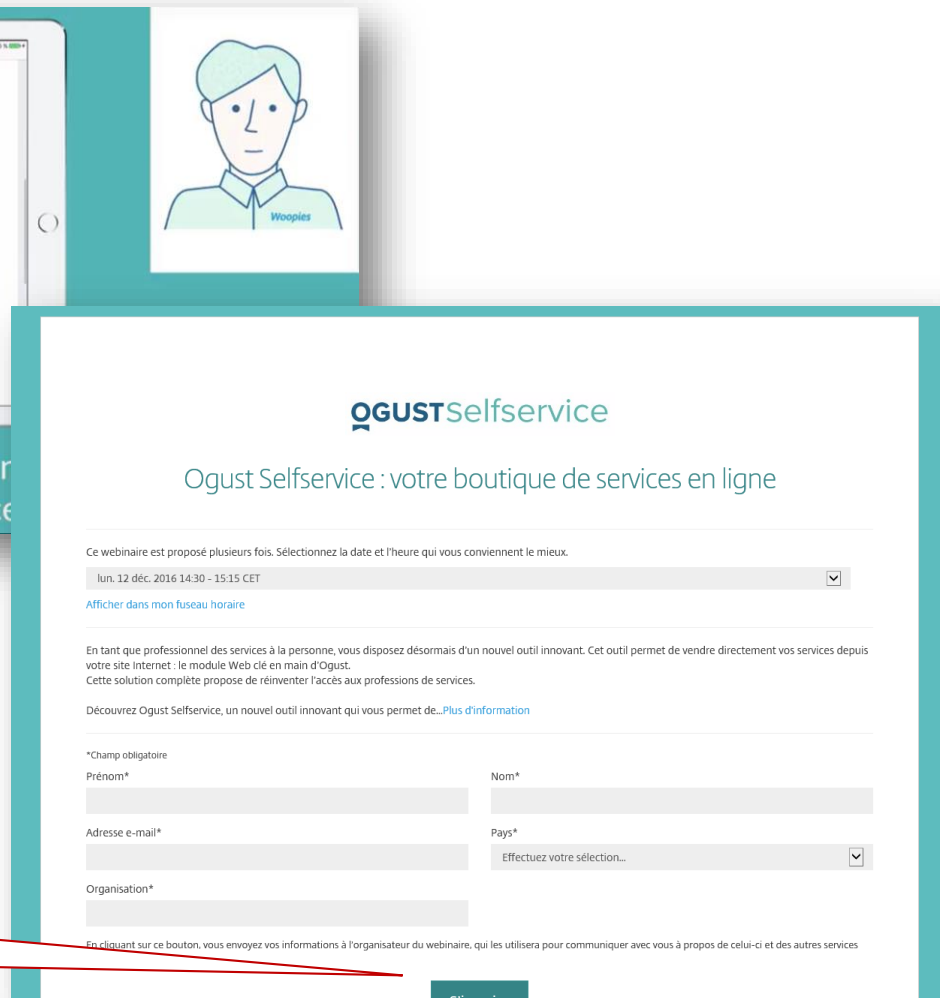 Woopies
OGUSTSelfservice
Ogust Selfservice : votre boutique de services en ligne
Ce webinaire est proposé plusieurs fois. Sélectionnez la date et l'heure qui vous conviennent le mieux.
lun. 12 déc. 2016 14:30 - 15:15 CET
Afficher dans mon fuseau horaire
En tant que professionnel des services à la personne, vous disposez désormais d'un nouvel outil innovant. Cet outil permet de vendre directement vos services depuis
votre site Internet : le module Web clé en main d'Ogust.
Cette solution complète propose de réinventer l'accès aux professions de services.
Découvrez Ogust Selfservice, un nouvel outil innovant qui vous permet de...Plus d'information
*Champ obligatoire
Prénom*
Nom*
Adresse e-mail*
Pays*
Effectuez votre sélection...
Organisation*
En cliquant sur ce bouton, vous envoyez vos informations à l'organisateur du webinaire, qui les utilisera pour communiquer avec vous à propos de celui-ci et des autres services